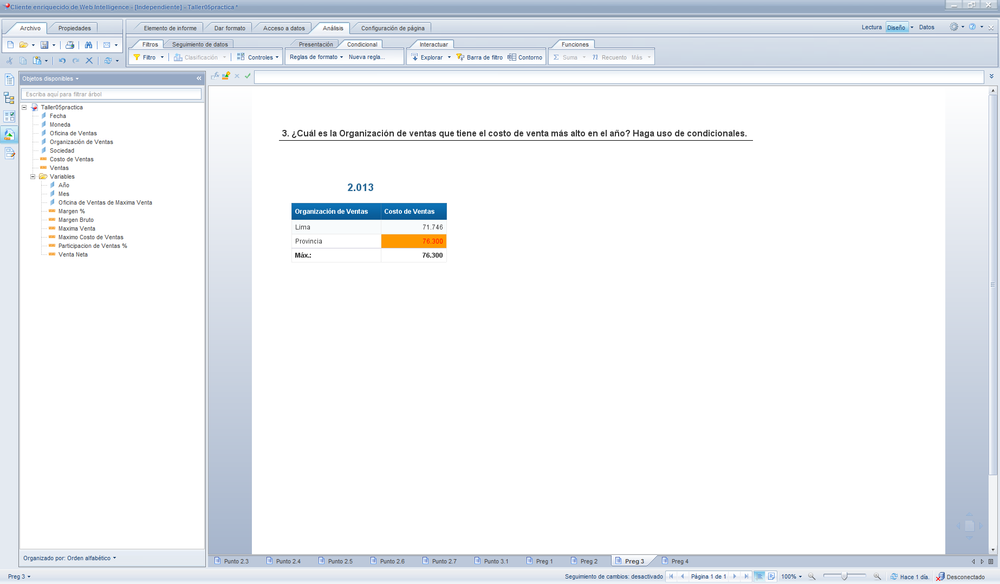 Cliente enriquecido de Web Intelligence - [Independiente] - Taller05practica *
Archivo Propiedades Elemento de informe Dar formato Acceso a datos Análisis Configuración de página Lectura Diseño Datos
Filtros Seguimiento de datos Presentación Condicional Interactuar Funciones
Filtro Clasificación Controles Reglas de formato Nueva regla... Explorar Barra de filtro Contorno Suma Recuento Más
Objetos disponibles
Escriba aquí para filtrar árbol
Taller05practica
Fecha
Moneda
Oficina de Ventas
Organización de Ventas
Sociedad
Costo de Ventas
Ventas
Variables
Año
Mes
Oficina de Ventas de Maxima Venta
Margen %
Margen Bruto
Maxima Venta
Maximo Costo de Ventas
Participacion de Ventas %
Venta Neta
Organizado por: Orden alfabético
3. ¿Cuál es la Organización de ventas que tiene el costo de venta más alto en el año? Haga uso de condicionales.
2.013
Organización de Ventas Costo de Ventas
Lima 71.746
Provincia 76.300
Máx.: 76.300
Punto 2.3 Punto 2.4 Punto 2.5 Punto 2.6 Punto 2.7 Punto 3.1 Preg 1 Preg 2 Preg 3 Preg 4
Preg 3 Seguimiento de cambios: desactivado Página 1 de 1 100% Hace 1 día. Desconectado